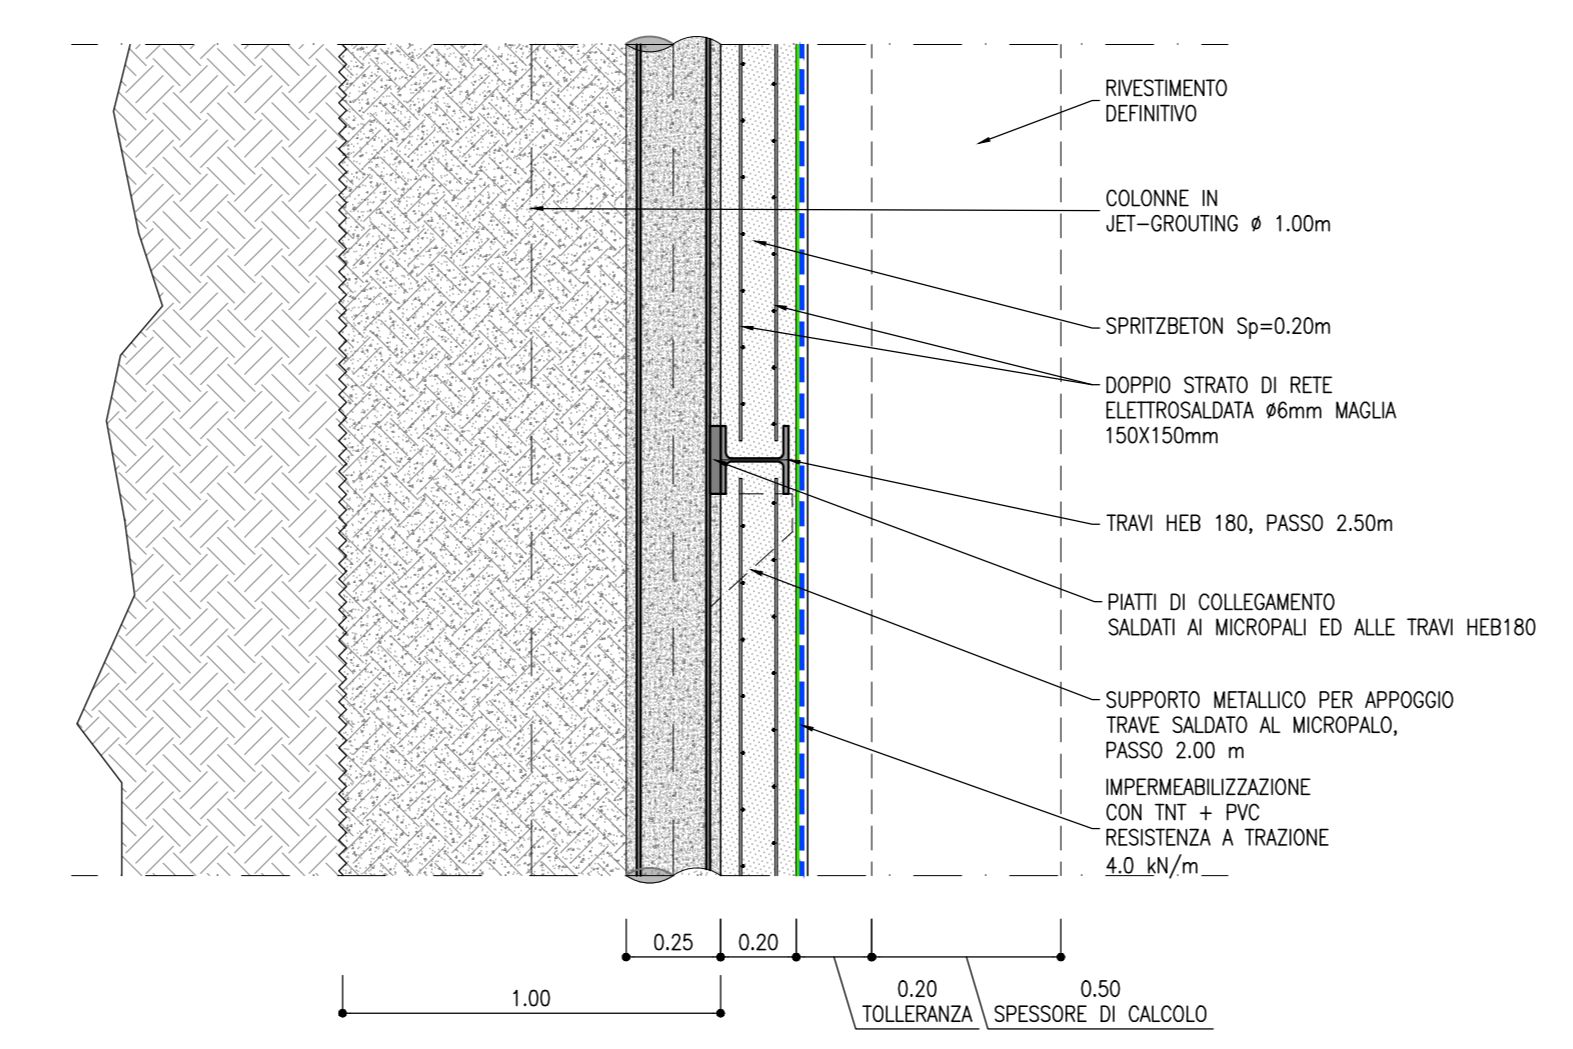 RIVESTIMENTO
DEFINITIVO
COLONNE IN
JET-GROUTING ø 1.00m
SPRITZBETON Sp=0.20m
DOPPIO STRATO DI RETE
ELETTROSALDATA ø6mm MAGLIA
150X150mm
TRAVI HEB 180, PASSO 2.50m
PIATTI DI COLLEGAMENTO
SALDATI AI MICROPALI ED ALLE TRAVI HEB180
SUPPORTO METALLICO PER APPOGGIO
TRAVE SALDATO AL MICROPALO,
PASSO 2.00 m
IMPERMEABILIZZAZIONE
CON TNT + PVC
RESISTENZA A TRAZIONE
4.0 kN/m
0.25
0.20
1.00
0.20
TOLLERANZA
0.50
SPESSORE DI CALCOLO